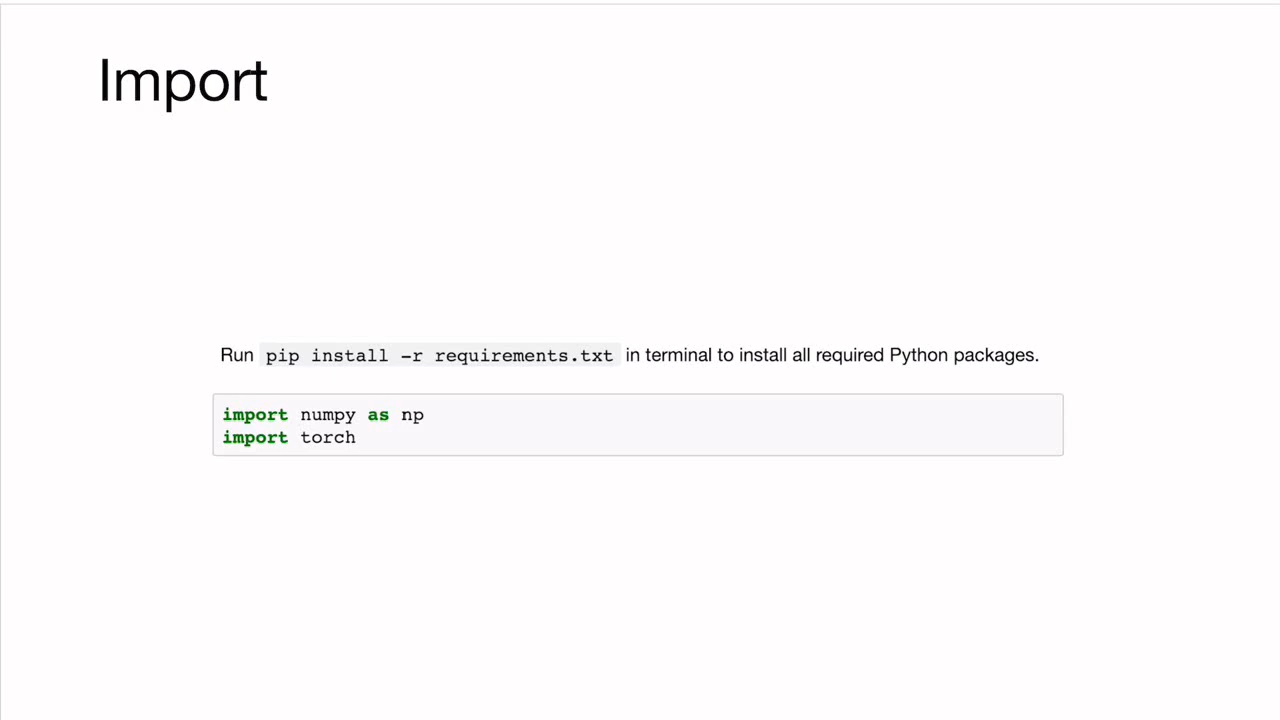 Import
Run pip install -r requirements.txt in terminal to install all required Python packages.
import numpy as np
import torch